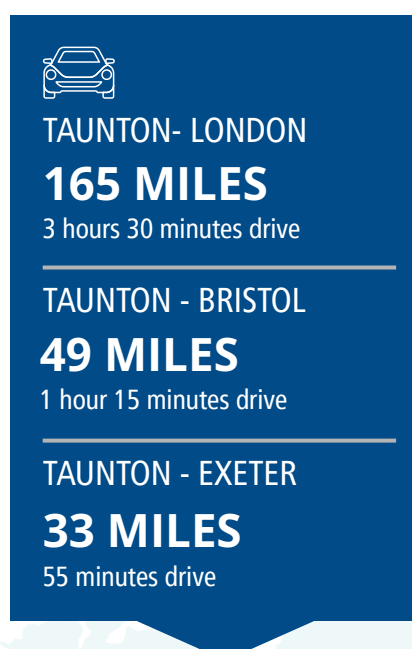 TAUNTON- LONDON
165 MILES
3 hours 30 minutes drive
TAUNTON - BRISTOL
49 MILES
1 hour 15 minutes drive
TAUNTON - EXETER
33 MILES
55 minutes drive